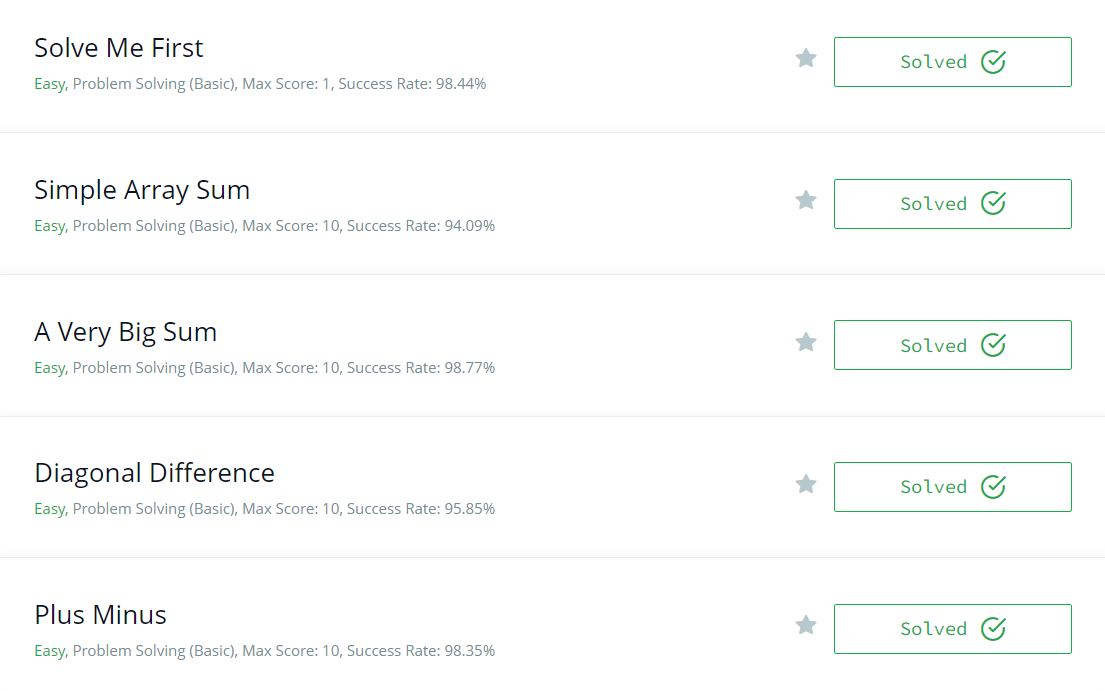 Solve Me First
Solved
Easy, Problem Solving (Basic), Max Score: 1, Success Rate: 98.44%
Simple Array Sum
Solved
Easy, Problem Solving (Basic), Max Score: 10, Success Rate: 94.09%
A Very Big Sum
Solved
Easy, Problem Solving (Basic), Max Score: 10, Success Rate: 98.77%
Diagonal Difference
Solved
Easy, Problem Solving (Basic), Max Score: 10, Success Rate: 95.85%
Plus Minus
Solved
Easy, Problem Solving (Basic), Max Score: 10, Success Rate: 98.35%